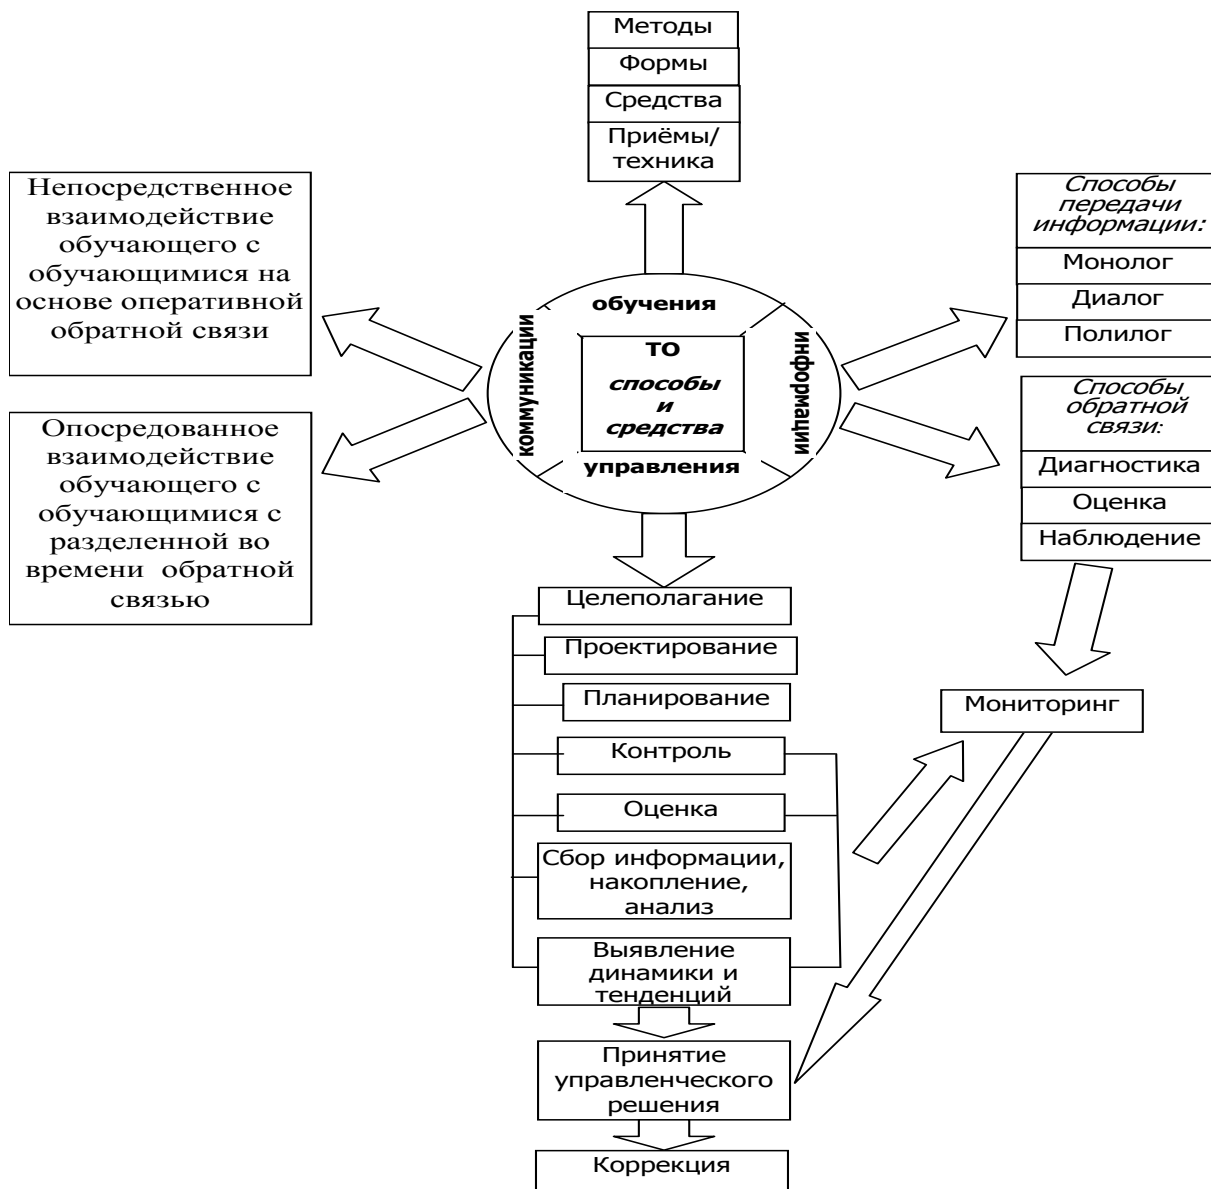 Методы
Формы
Средства
Приёмы/
техника
Непосредственное
взаимодействие
обучающего с
обучающимися на
основе оперативной
обратной связи
Опосредованное
взаимодействие
обучающего с
обучающимися с
разделенной во
времени обратной
связью
обучения
коммуникации
ТО
способы
и
средства
информации
управления
Способы
передачи
информации:
Монолог
Диалог
Полилог
Способы
обратной
связи:
Диагностика
Оценка
Наблюдение
Мониторинг
Целеполагание
Проектирование
Планирование
Контроль
Оценка
Сбор информации,
накопление,
анализ
Выявление
динамики и
тенденций
Принятие
управленческого
решения
Коррекция